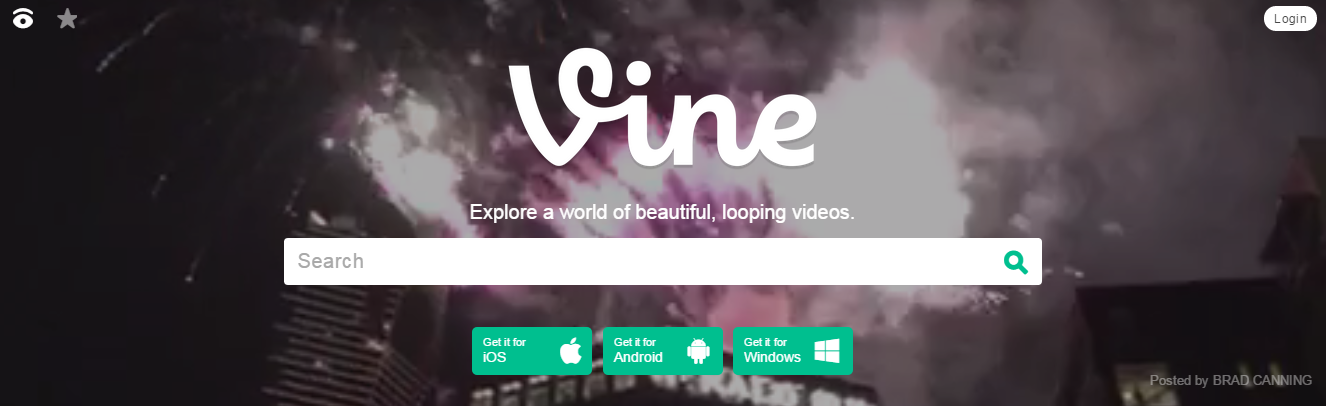 Login
Vine
Explore a world of beautiful, looping videos.
Search
Get it for
iOS
Get it for
Android
Get it for
Windows
Posted by BRAD CANNING